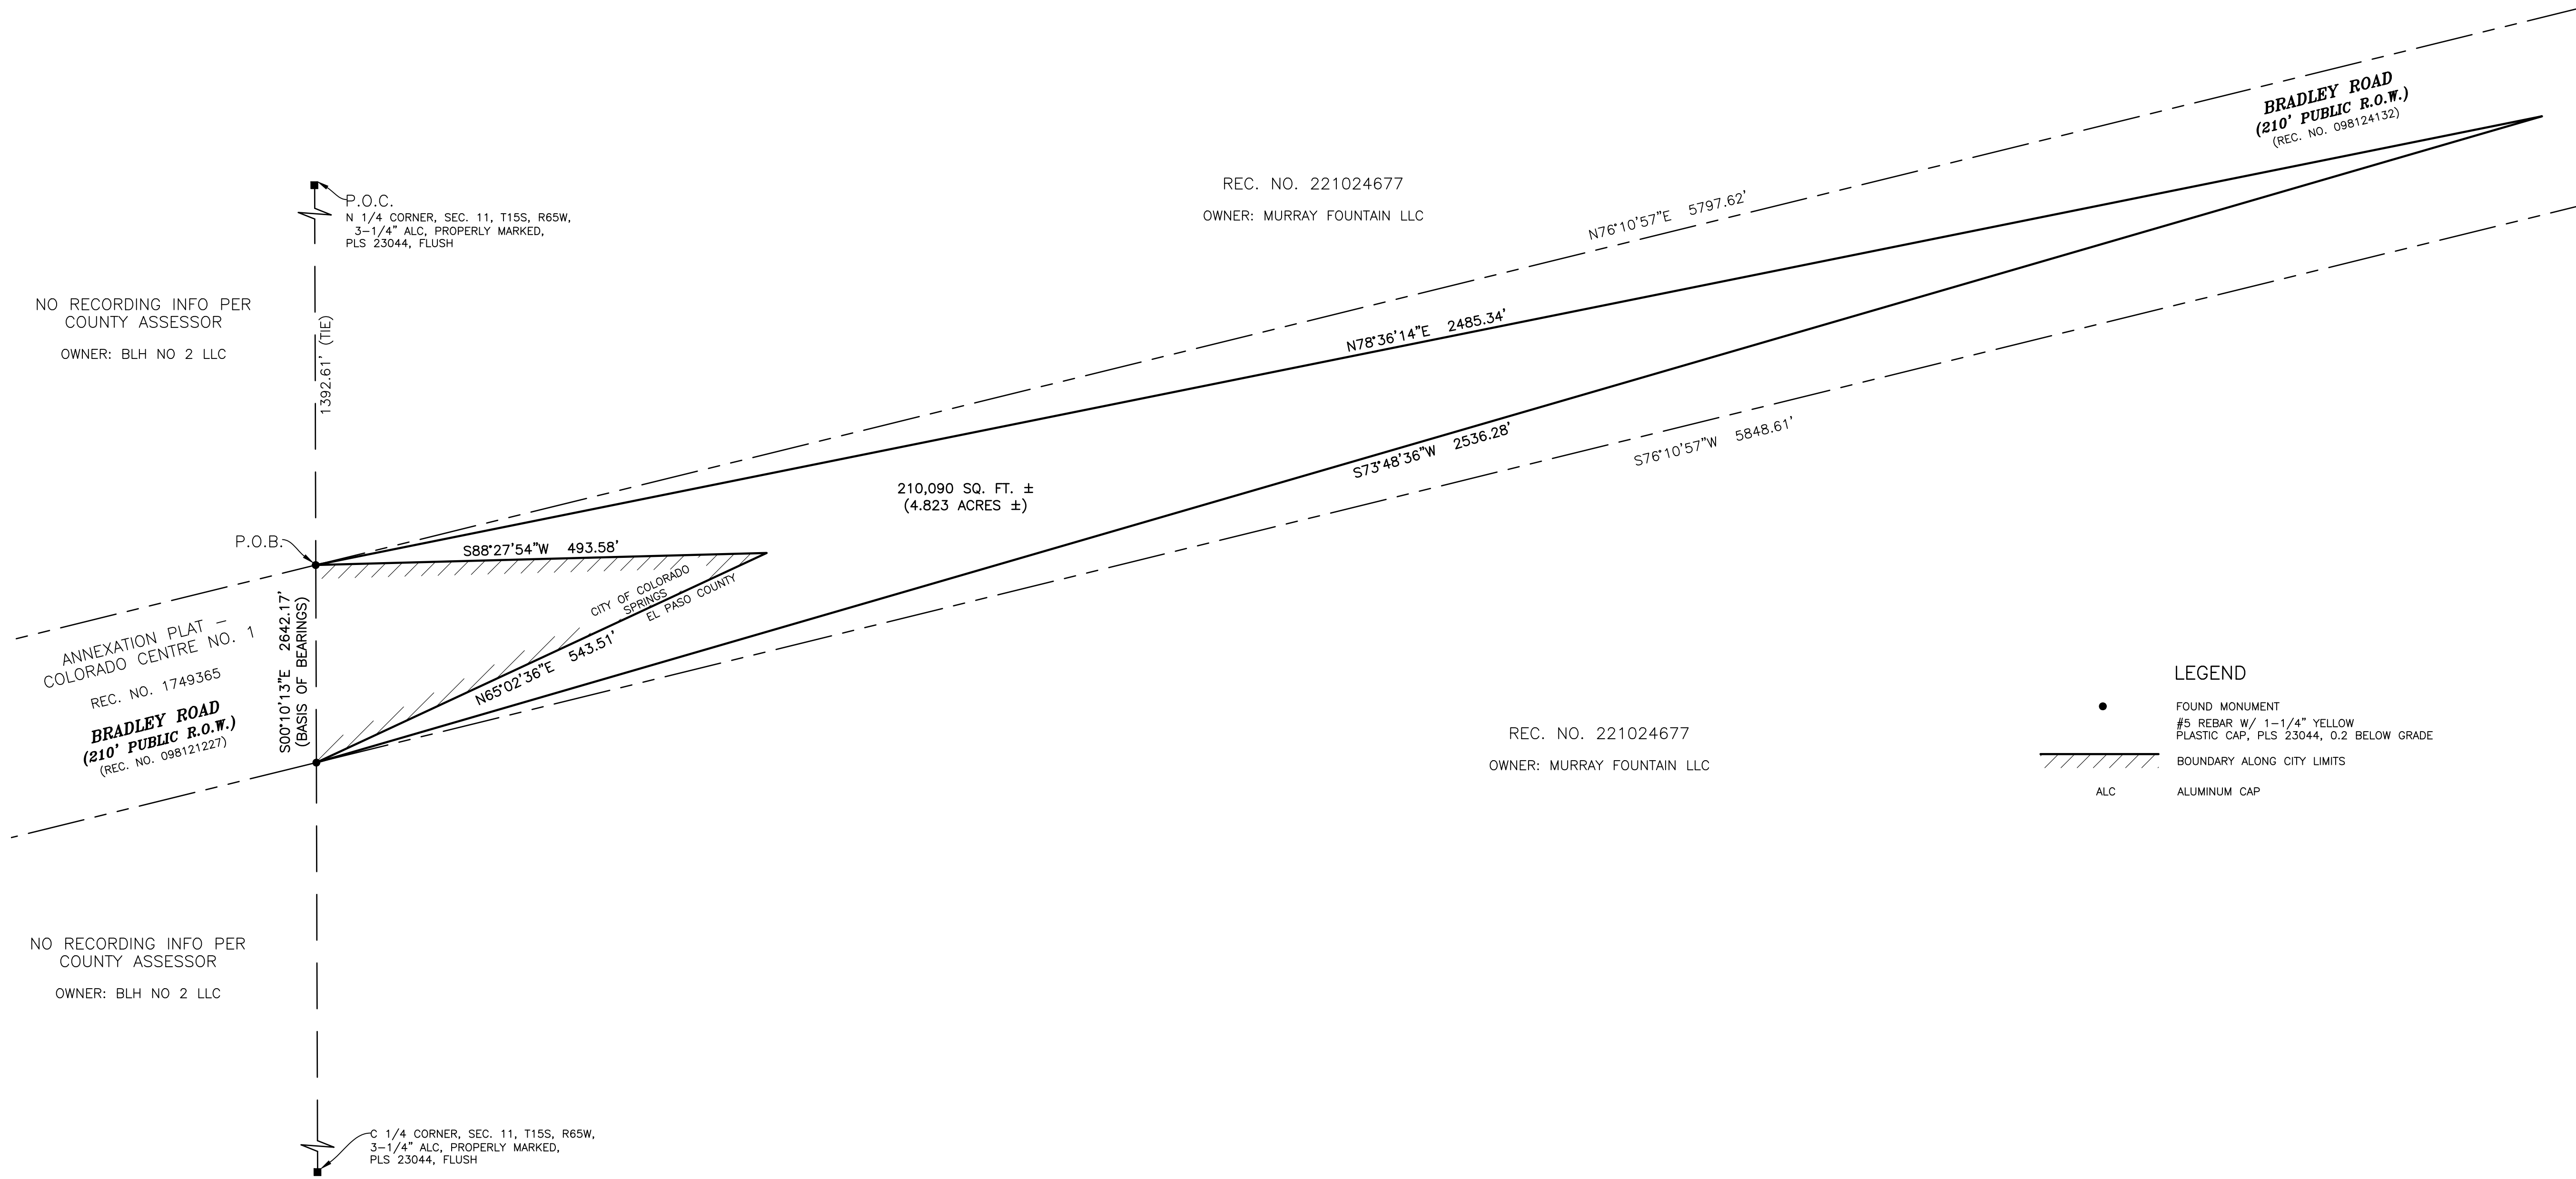 BRADLEY ROAD
(210' PUBLIC R.O.W.)
(REC. NO. 098124132)
P.O.C.
N 1/4 CORNER, SEC. 11, T15S, R65W,
3-1/4" ALC, PROPERLY MARKED,
PLS 23044, FLUSH
REC. NO. 221024677
OWNER: MURRAY FOUNTAIN LLC
N76°10'57"E 5797.62'
NO RECORDING INFO PER
COUNTY ASSESSOR
OWNER: BLH NO 2 LLC
1392.61' (TIE)
N78°36'14"E 2485.34'
S73°48'36"W 2536.28'
S76°10'57"W 5848.61'
210,090 SQ. FT. ±
(4.823 ACRES ±)
P.O.B.
S88°27'54"W 493.58'
CITY OF COLORADO
SPRINGS
EL PASO COUNTY
N65°02'36"E 543.51'
S00°10'13"E 2642.17'
(BASIS OF BEARINGS)
ANNEXATION PLAT –
COLORADO CENTRE NO. 1
REC. NO. 1749365
BRADLEY ROAD
(210' PUBLIC R.O.W.)
(REC. NO. 098121227)
REC. NO. 221024677
OWNER: MURRAY FOUNTAIN LLC
LEGEND
FOUND MONUMENT
#5 REBAR W/ 1-1/4" YELLOW
PLASTIC CAP, PLS 23044, 0.2 BELOW GRADE
BOUNDARY ALONG CITY LIMITS
ALC ALUMINUM CAP
NO RECORDING INFO PER
COUNTY ASSESSOR
OWNER: BLH NO 2 LLC
C 1/4 CORNER, SEC. 11, T15S, R65W,
3-1/4" ALC, PROPERLY MARKED,
PLS 23044, FLUSH